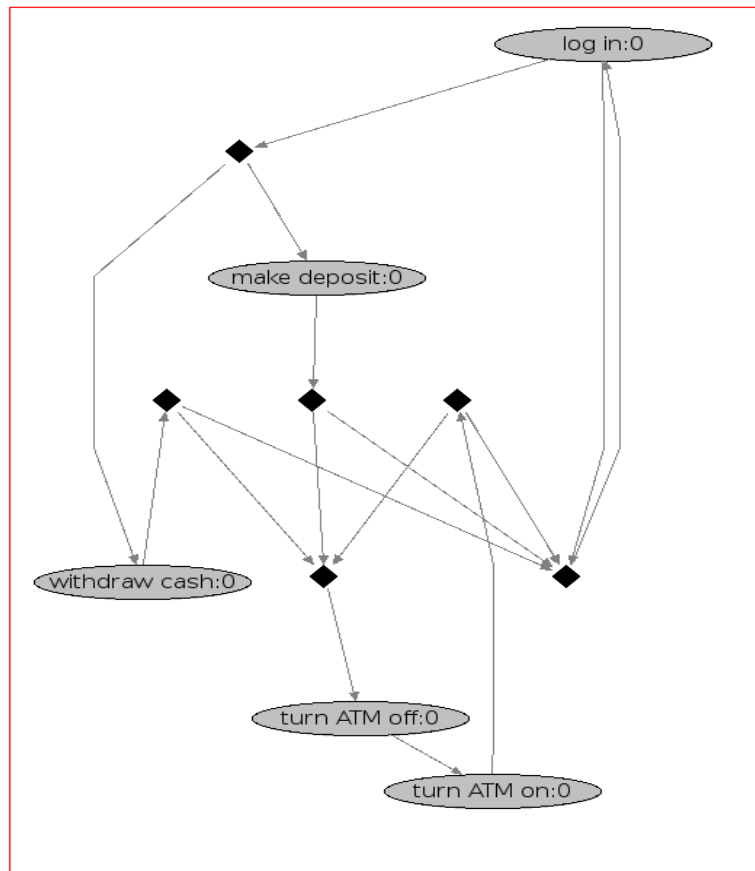 log in:0
make deposit:0
withdraw cash:0
turn ATM off:0
turn ATM on:0